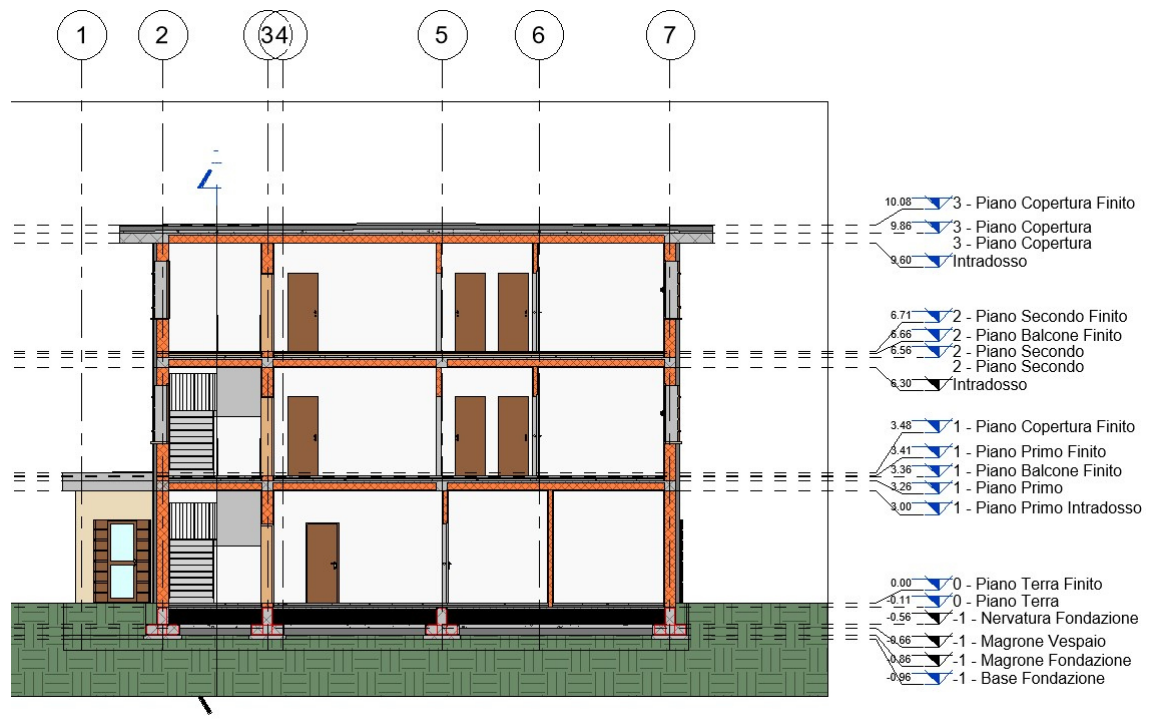 1 2 3 4 5 6 7
10.08 3 - Piano Copertura Finito
9.86 3 - Piano Copertura
3 - Piano Copertura
9.60 Intradosso
6.71 2 - Piano Secondo Finito
6.66 2 - Piano Balcone Finito
6.56 2 - Piano Secondo
2 - Piano Secondo
6.30 Intradosso
3.48 1 - Piano Copertura Finito
3.41 1 - Piano Primo Finito
3.36 1 - Piano Balcone Finito
3.26 1 - Piano Primo
3.00 1 - Piano Primo Intradosso
0.00 0 - Piano Terra Finito
-0.11 0 - Piano Terra
-0.56 -1 - Nervatura Fondazione
-0.66 -1 - Magrone Vespaio
-0.86 -1 - Magrone Fondazione
-0.96 -1 - Base Fondazione